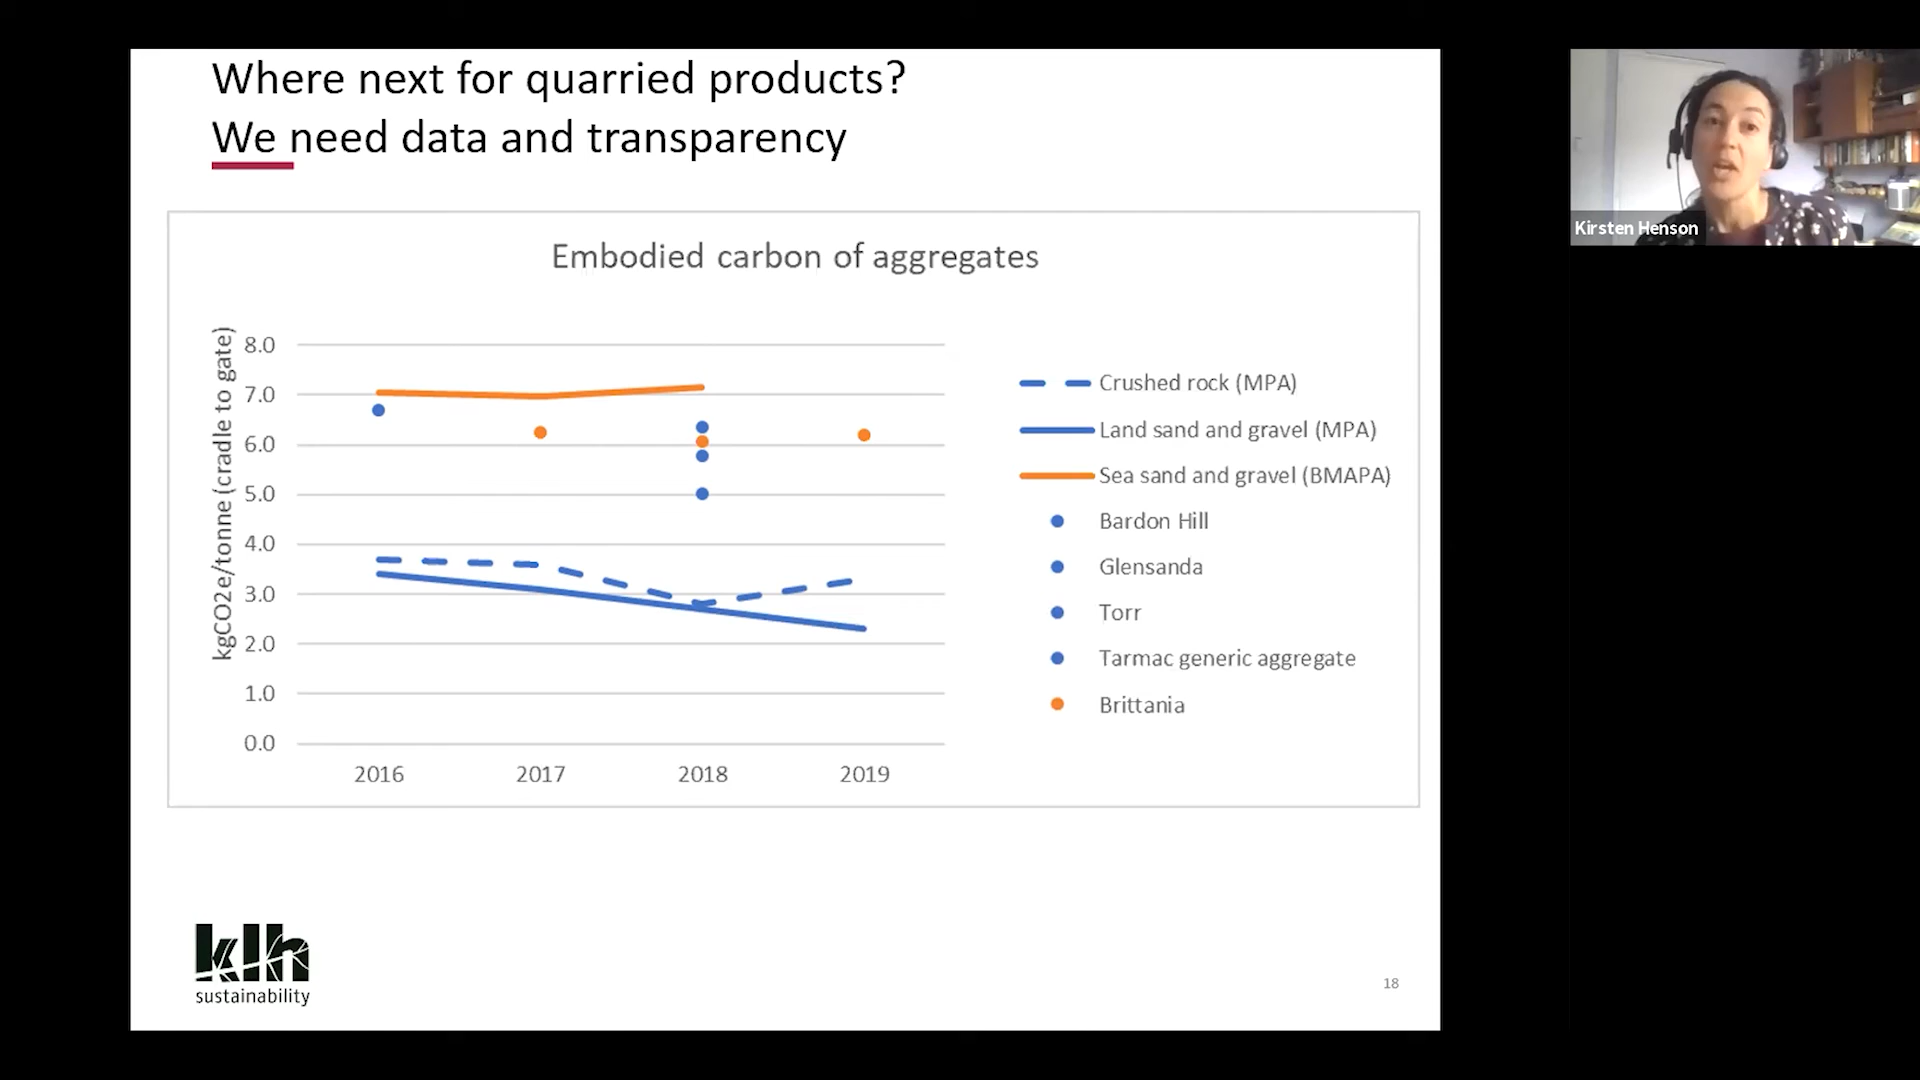 Where next for quarried products?
We need data and transparency
Kirsten Henson
Embodied carbon of aggregates
kgCO2e/tonne (cradle to gate)
8.0
7.0
6.0
5.0
4.0
3.0
2.0
1.0
0.0
2016 2017 2018 2019
Crushed rock (MPA)
Land sand and gravel (MPA)
Sea sand and gravel (BMAPA)
Bardon Hill
Glensanda
Torr
Tarmac generic aggregate
Brittania
klh
sustainability
18